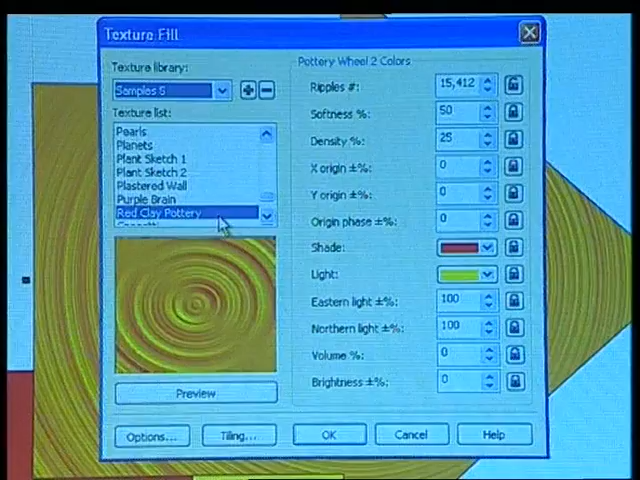 Texture Fill
Texture library:
Samples 5
Texture list:
Pearls
Planets
Plant Sketch 1
Plant Sketch 2
Plastered Wall
Purple Brain
Red Clay Pottery
Preview
Options...
Tiling...
OK
Cancel
Help
Pottery Wheel 2 Colors
Ripples #: 15,412
Softness %: 50
Density %: 25
X origin ±%: 0
Y origin ±%: 0
Origin phase ±%: 0
Shade:
Light:
Eastern light ±%: 100
Northern light ±%: 100
Volume %: 0
Brightness ±%: 0